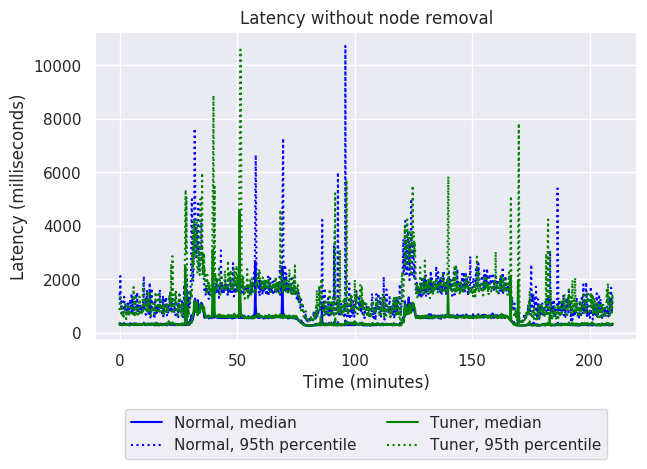 Latency without node removal
10000
8000
6000
4000
2000
0
Latency (milliseconds)
0 50 100 150 200
Time (minutes)
Normal, median Tuner, median
Normal, 95th percentile Tuner, 95th percentile